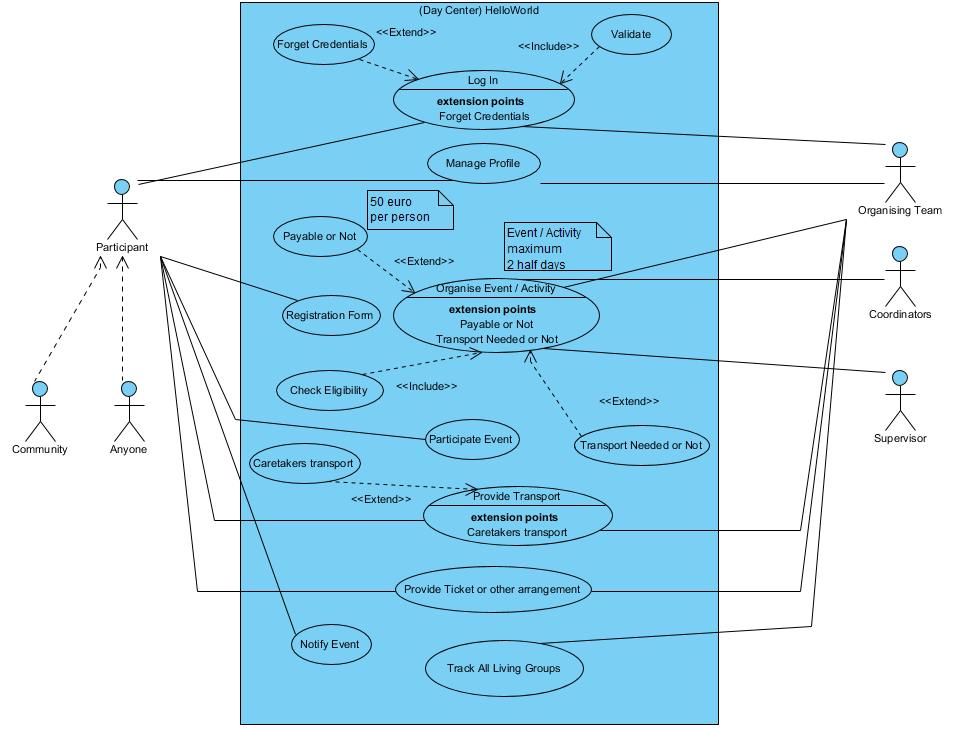 (Day Center) HelloWorld
Forget Credentials
<<Extend>>
Validate
<<Include>>
Log In
extension points
Forget Credentials
Manage Profile
Participant
Organising Team
50 euro
per person
Payable or Not
Event / Activity
maximum
2 half days
<<Extend>>
Organise Event / Activity
extension points
Payable or Not
Transport Needed or Not
Registration Form
Coordinators
Check Eligibility
<<Include>>
<<Extend>>
Supervisor
Community
Anyone
Participate Event
Transport Needed or Not
Caretakers transport
<<Extend>>
Provide Transport
extension points
Caretakers transport
Provide Ticket or other arrangement
Notify Event
Track All Living Groups